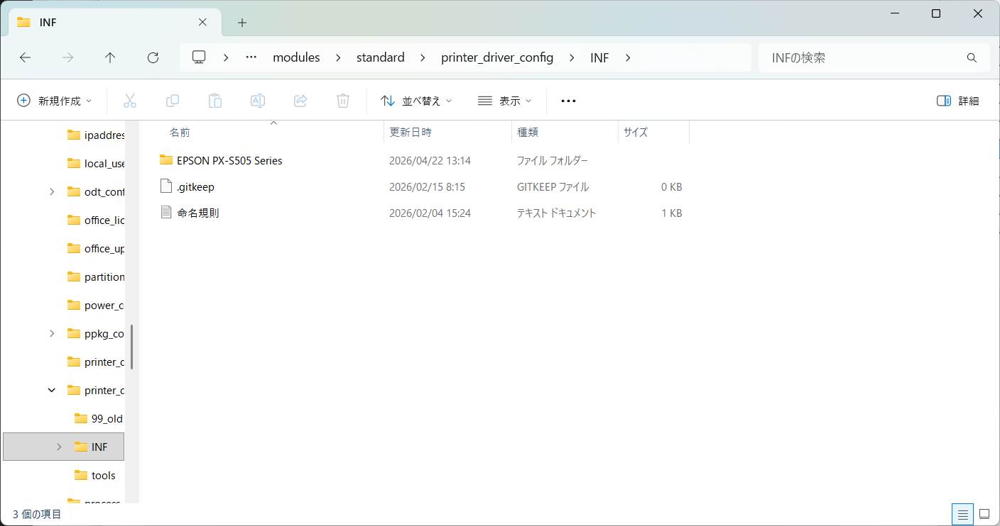 INF
modules standard printer_driver_config INF INFの検索
新規作成 並べ替え 表示 詳細
名前 更新日時 種類 サイズ
EPSON PX-S505 Series 2026/04/22 13:14 ファイル フォルダー
.gitkeep 2026/02/15 8:15 GITKEEP ファイル 0 KB
命名規則 2026/02/04 15:24 テキスト ドキュメント 1 KB
ipaddres
local_use
odt_conf
office_lic
office_up
partition
power_c
ppkg_co
printer_d
printer_d
99_old
INF
tools
process
3 個の項目